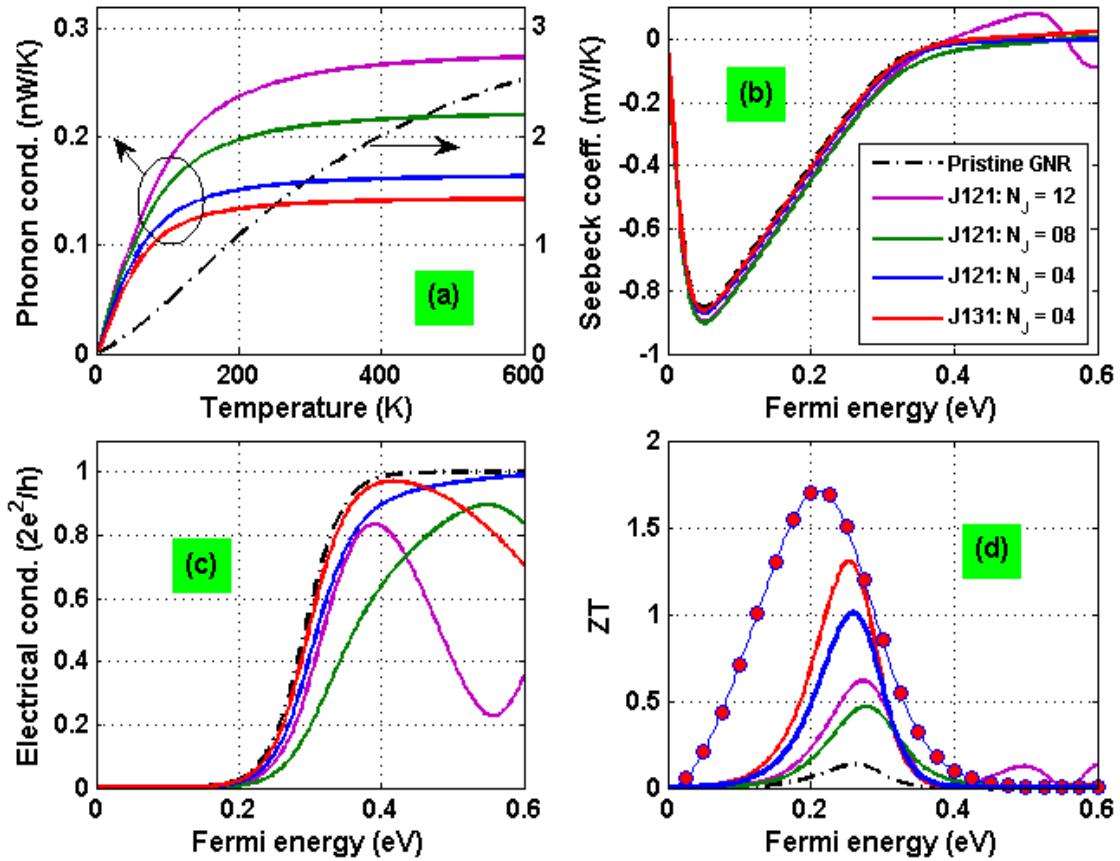 Phonon cond. (nW/K)
0.3
0.2
0.1
0
3
2
1
0
(a)
0
200
400
600
Temperature (K)
Seebeck coeff. (mV/K)
0
-0.2
-0.4
-0.6
-0.8
-1
(b)
Pristine GNR
J121: N_J = 12
J121: N_J = 08
J121: N_J = 04
J131: N_J = 04
0
0.2
0.4
0.6
Fermi energy (eV)
Electrical cond. (2e²/h)
1
0.8
0.6
0.4
0.2
0
(c)
0
0.2
0.4
0.6
Fermi energy (eV)
ZT
2
1.5
1
0.5
0
(d)
0
0.2
0.4
0.6
Fermi energy (eV)